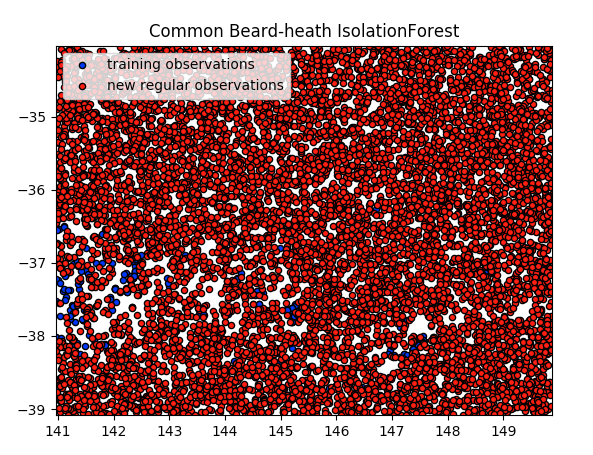 Common Beard-heath IsolationForest
training observations
new regular observations
−35
−36
−37
−38
−39
141 142 143 144 145 146 147 148 149